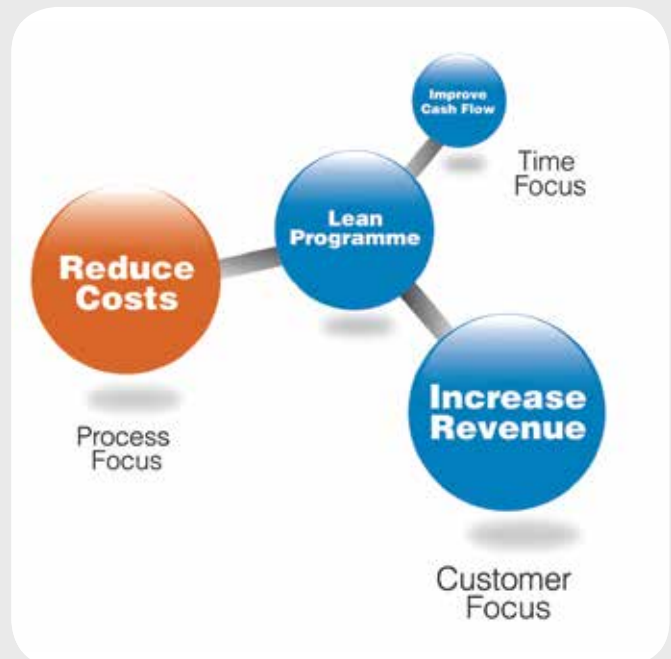 Improve
Cash Flow
Time
Focus
Lean
Programme
Reduce
Costs
Process
Focus
Increase
Revenue
Customer
Focus